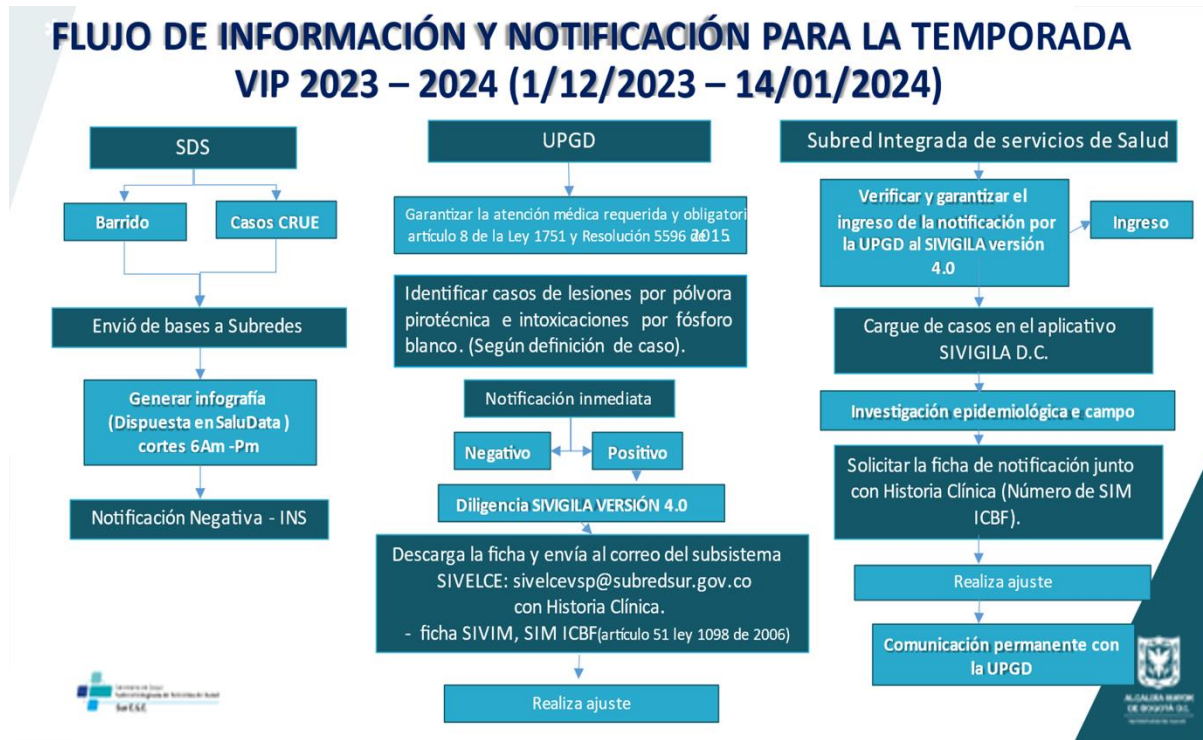 FLUJO DE INFORMACIÓN Y NOTIFICACIÓN PARA LA TEMPORADA
VIP 2023 – 2024 (1/12/2023 – 14/01/2024)
SDS
Barrido
Casos CRUE
Envió de bases a Subredes
Generar infografía
(Dispuesta en SaluData )
cortes 6Am -Pm
Notificación Negativa - INS
UPGD
Garantizar la atención médica requerida y obligatori
artículo 8 de la Ley 1751 y Resolución 5596 de 2015.
Identificar casos de lesiones por pólvora
pirotécnica e intoxicaciones por fósforo
blanco. (Según definición de caso).
Notificación inmediata
Negativo
Positivo
Diligencia SIVIGILA VERSIÓN 4.0
Descarga la ficha y envía al correo del subsistema
SIVELCE: sivelcevsp@subredsur.gov.co
con Historia Clínica.
- ficha SIVIM, SIM ICBF(artículo 51 ley 1098 de 2006)
Realiza ajuste
Subred Integrada de servicios de Salud
Verificar y garantizar el
ingreso de la notificación por
la UPGD al SIVIGILA versión
4.0
Ingreso
Cargue de casos en el aplicativo
SIVIGILA D.C.
Investigación epidemiológica e campo
Solicitar la ficha de notificación junto
con Historia Clínica (Número de SIM
ICBF).
Realiza ajuste
Comunicación permanente con
la UPGD
Sur E.S.E.
ALCALDÍA MAYOR
DE BOGOTÁ D.C.